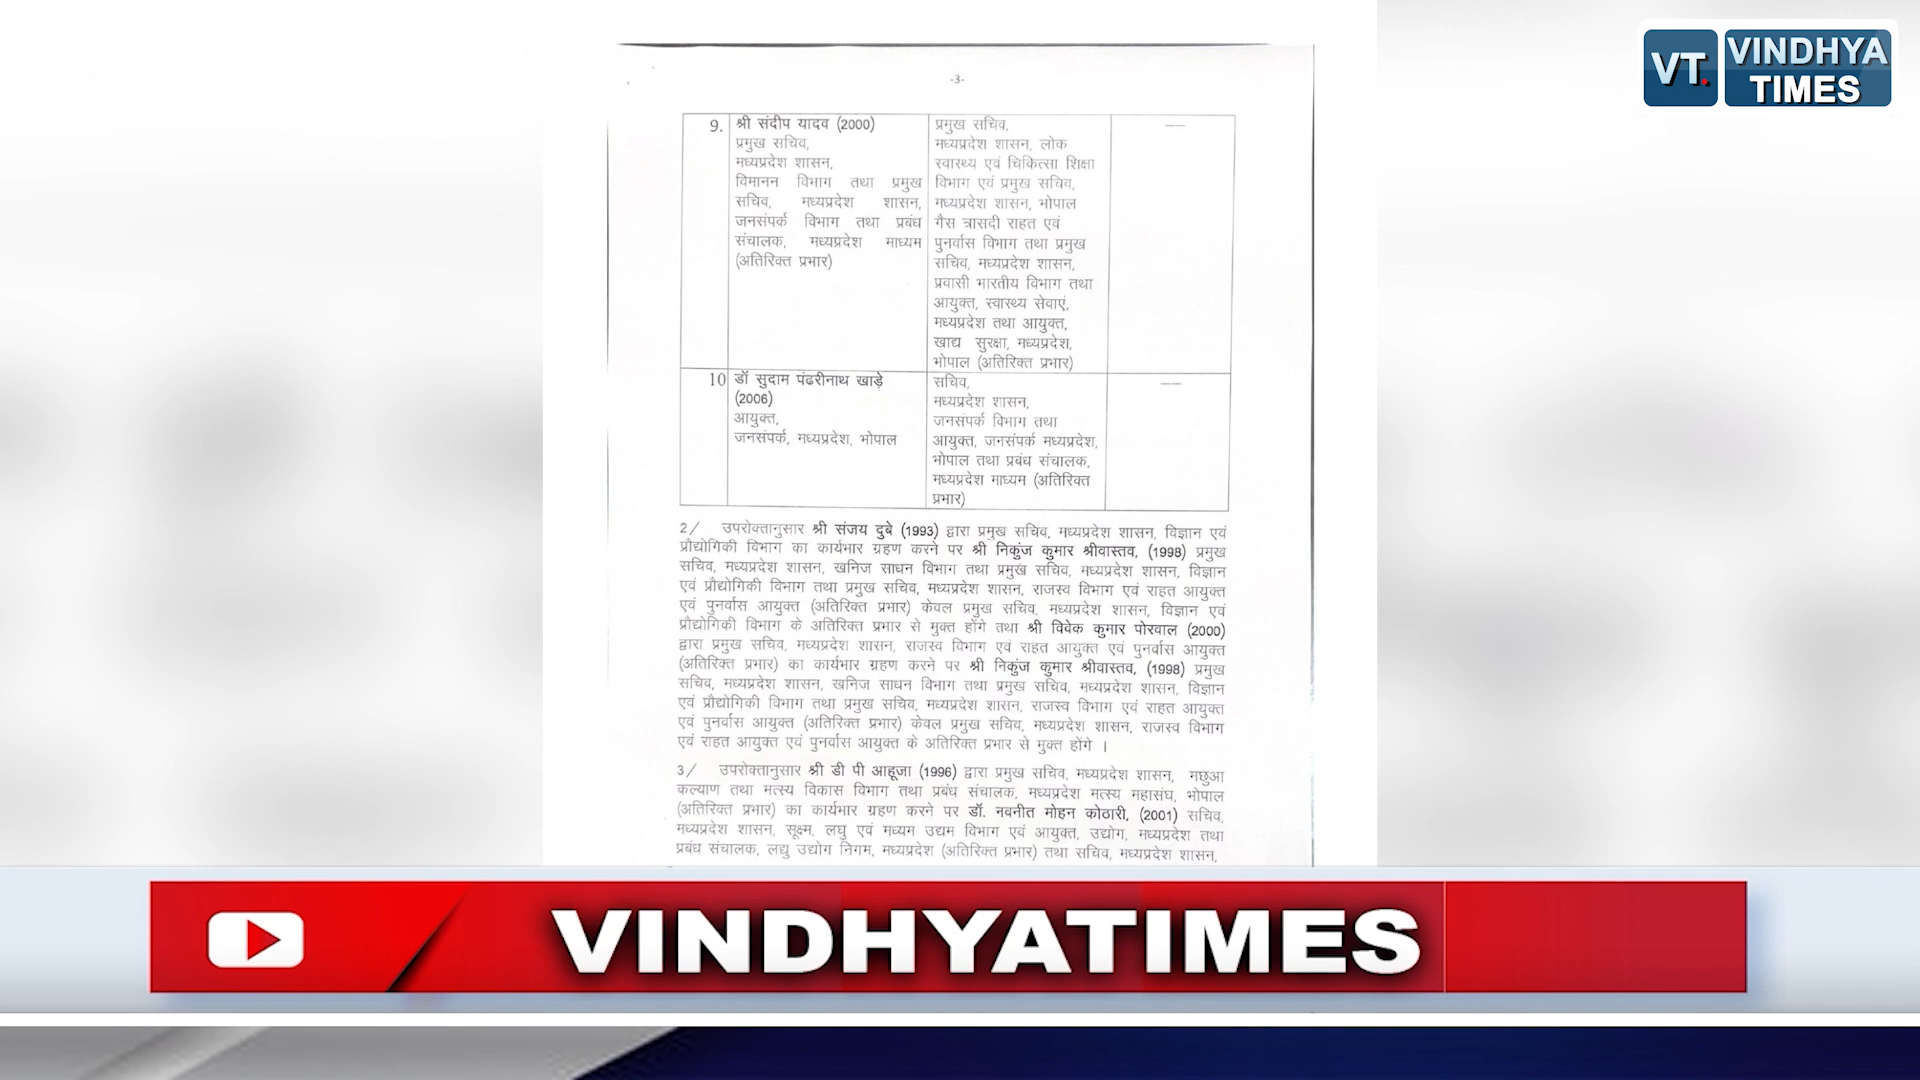 VT. VINDHYA
TIMES
-3-
9. श्री संदीप यादव (2000)
प्रमुख सचिव,
मध्यप्रदेश शासन,
विमानन विभाग तथा प्रमुख
सचिव, मध्यप्रदेश शासन,
जनसंपर्क विभाग तथा प्रबंध
संचालक, मध्यप्रदेश माध्यम
(अतिरिक्त प्रभार)
प्रमुख सचिव,
मध्यप्रदेश शासन, लोक
स्वास्थ्य एवं चिकित्सा शिक्षा
विभाग एवं प्रमुख सचिव,
मध्यप्रदेश शासन, भोपाल
गैस त्रासदी राहत एवं
पुनर्वास विभाग तथा प्रमुख
सचिव, मध्यप्रदेश शासन,
प्रवासी भारतीय विभाग तथा
आयुक्त, स्वास्थ्य सेवाएं,
मध्यप्रदेश तथा आयुक्त,
खाद्य सुरक्षा, मध्यप्रदेश,
भोपाल (अतिरिक्त प्रभार)
—
10 डॉ सुदाम पंढरीनाथ खाड़े
(2006)
आयुक्त,
जनसंपर्क, मध्यप्रदेश, भोपाल
सचिव,
मध्यप्रदेश शासन,
जनसंपर्क विभाग तथा
आयुक्त, जनसंपर्क मध्यप्रदेश,
भोपाल तथा प्रबंध संचालक,
मध्यप्रदेश माध्यम (अतिरिक्त
प्रभार)
—
2/ उपरोक्तानुसार श्री संजय दुबे (1993) द्वारा प्रमुख सचिव, मध्यप्रदेश शासन, विज्ञान एवं
प्रौद्योगिकी विभाग का कार्यभार ग्रहण करने पर श्री निकुंज कुमार श्रीवास्तव, (1998) प्रमुख
सचिव, मध्यप्रदेश शासन, खनिज साधन विभाग तथा प्रमुख सचिव, मध्यप्रदेश शासन, विज्ञान
एवं प्रौद्योगिकी विभाग तथा प्रमुख सचिव, मध्यप्रदेश शासन, राजस्व विभाग एवं राहत आयुक्त
एवं पुनर्वास आयुक्त (अतिरिक्त प्रभार) केवल प्रमुख सचिव, मध्यप्रदेश शासन, विज्ञान एवं
प्रौद्योगिकी विभाग के अतिरिक्त प्रभार से मुक्त होंगे तथा श्री विवेक कुमार पोरवाल (2000)
द्वारा प्रमुख सचिव, मध्यप्रदेश शासन, राजस्व विभाग एवं राहत आयुक्त एवं पुनर्वास आयुक्त
(अतिरिक्त प्रभार) का कार्यभार ग्रहण करने पर श्री निकुंज कुमार श्रीवास्तव, (1998) प्रमुख
सचिव, मध्यप्रदेश शासन, खनिज साधन विभाग तथा प्रमुख सचिव, मध्यप्रदेश शासन, विज्ञान
एवं प्रौद्योगिकी विभाग तथा प्रमुख सचिव, मध्यप्रदेश शासन, राजस्व विभाग एवं राहत आयुक्त
एवं पुनर्वास आयुक्त (अतिरिक्त प्रभार) केवल प्रमुख सचिव, मध्यप्रदेश शासन, राजस्व विभाग
एवं राहत आयुक्त एवं पुनर्वास आयुक्त के अतिरिक्त प्रभार से मुक्त होंगे ।
3/ उपरोक्तानुसार श्री डी पी आहूजा (1996) द्वारा प्रमुख सचिव, मध्यप्रदेश शासन, मछुआ
कल्याण तथा मत्स्य विकास विभाग तथा प्रबंध संचालक, मध्यप्रदेश मत्स्य महासंघ, भोपाल
(अतिरिक्त प्रभार) का कार्यभार ग्रहण करने पर डॉ. नवनीत मोहन कोठारी, (2001) सचिव,
मध्यप्रदेश शासन, सूक्ष्म, लघु एवं मध्यम उद्यम विभाग एवं आयुक्त, उद्योग, मध्यप्रदेश तथा
प्रबंध संचालक, लद्यु उद्योग निगम, मध्यप्रदेश (अतिरिक्त प्रभार) तथा सचिव, मध्यप्रदेश शासन,
VINDHYATIMES